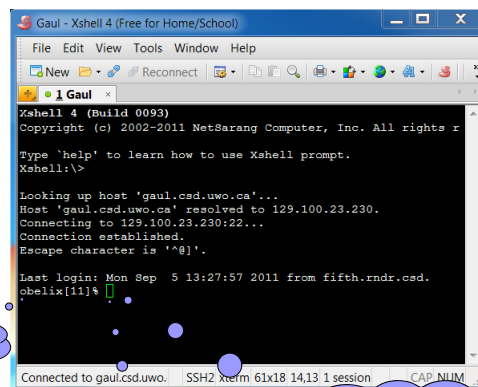 Gaul - Xshell 4 (Free for Home/School)
File Edit View Tools Window Help
New Reconnect
1 Gaul
Xshell 4 (Build 0093)
Copyright (c) 2002-2011 NetSarang Computer, Inc. All rights r
Type `help' to learn how to use Xshell prompt.
Xshell:\>
Looking up host 'gaul.csd.uwo.ca'...
Host 'gaul.csd.uwo.ca' resolved to 129.100.23.230.
Connecting to 129.100.23.230:22...
Connection established.
Escape character is '^@]'.
Last login: Mon Sep  5 13:27:57 2011 from fifth.rndr.csd.
obelix[11]%
Connected to gaul.csd.uwo. SSH2 xterm 61x18 14,13 1 session CAP NUM